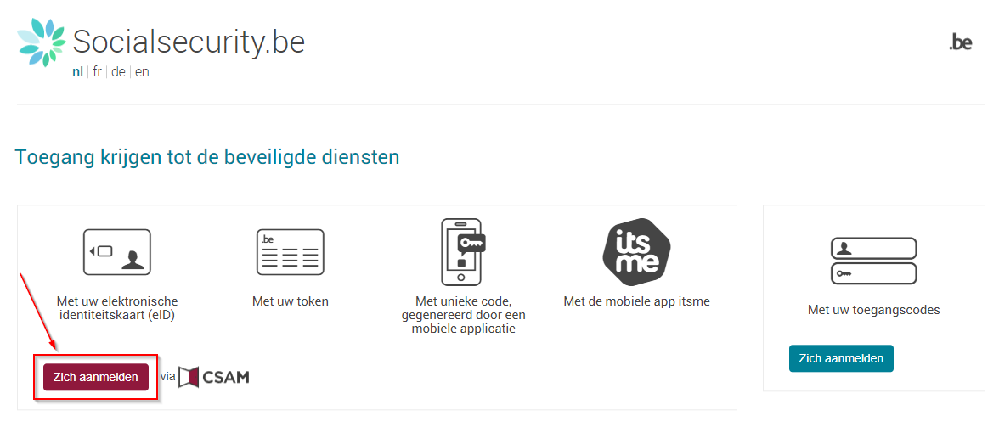 Socialsecurity.be
.be
nl | fr | de | en
Toegang krijgen tot de beveiligde diensten
.be
its
me
Met uw elektronische
identiteitskaart (eID)
Met uw token
Met unieke code,
gegenereerd door een
mobiele applicatie
Met de mobiele app itsme
Zich aanmelden via CSAM
Met uw toegangscodes
Zich aanmelden